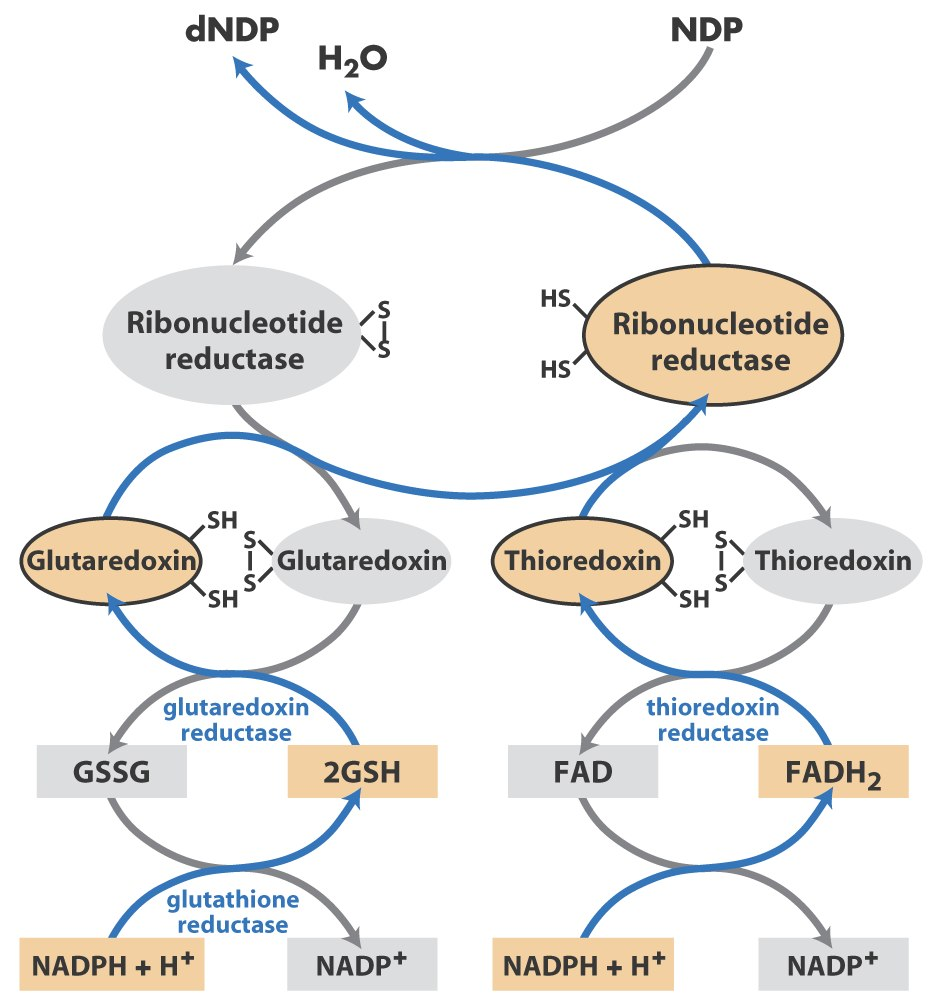 dNDP
NDP
H₂O
Ribonucleotide
reductase
S
S
HS
HS
Ribonucleotide
reductase
Glutaredoxin
SH
SH
S
S
Glutaredoxin
Thioredoxin
SH
SH
S
S
Thioredoxin
glutaredoxin
reductase
thioredoxin
reductase
GSSG
2GSH
FAD
FADH₂
glutathione
reductase
NADPH + H⁺
NADP⁺
NADPH + H⁺
NADP⁺